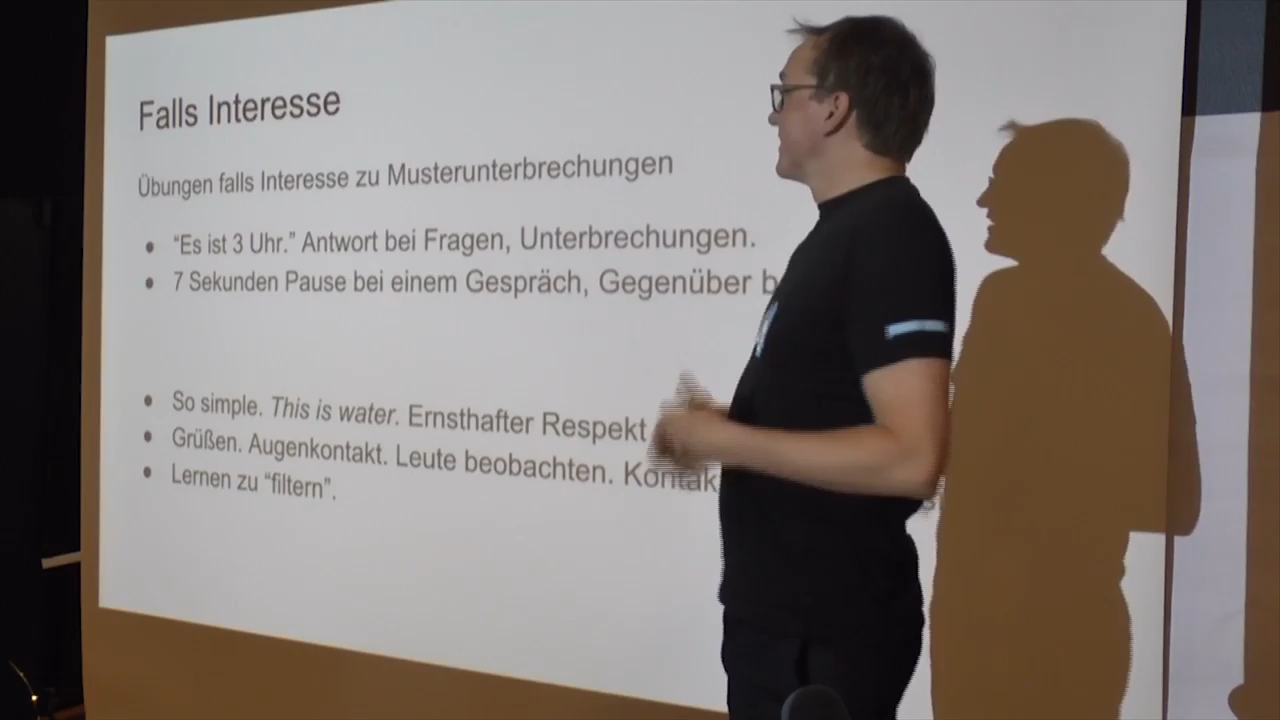 Falls Interesse
Übungen falls Interesse zu Musterunterbrechungen
● “Es ist 3 Uhr.” Antwort bei Fragen, Unterbrechungen.
● 7 Sekunden Pause bei einem Gespräch, Gegenüber
● So simple. This is water. Ernsthafter Respekt
● Grüßen. Augenkontakt. Leute beobachten.
● Lernen zu “filtern”.